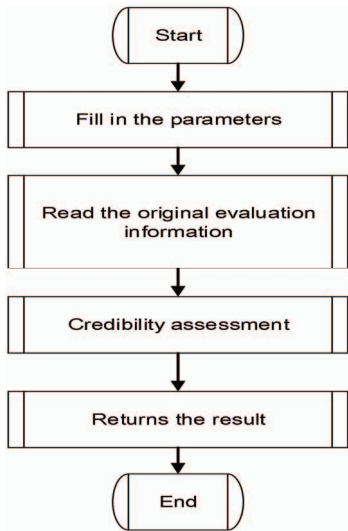 Start
Fill in the parameters
Read the original evaluation
information
Credibility assessment
Returns the result
End